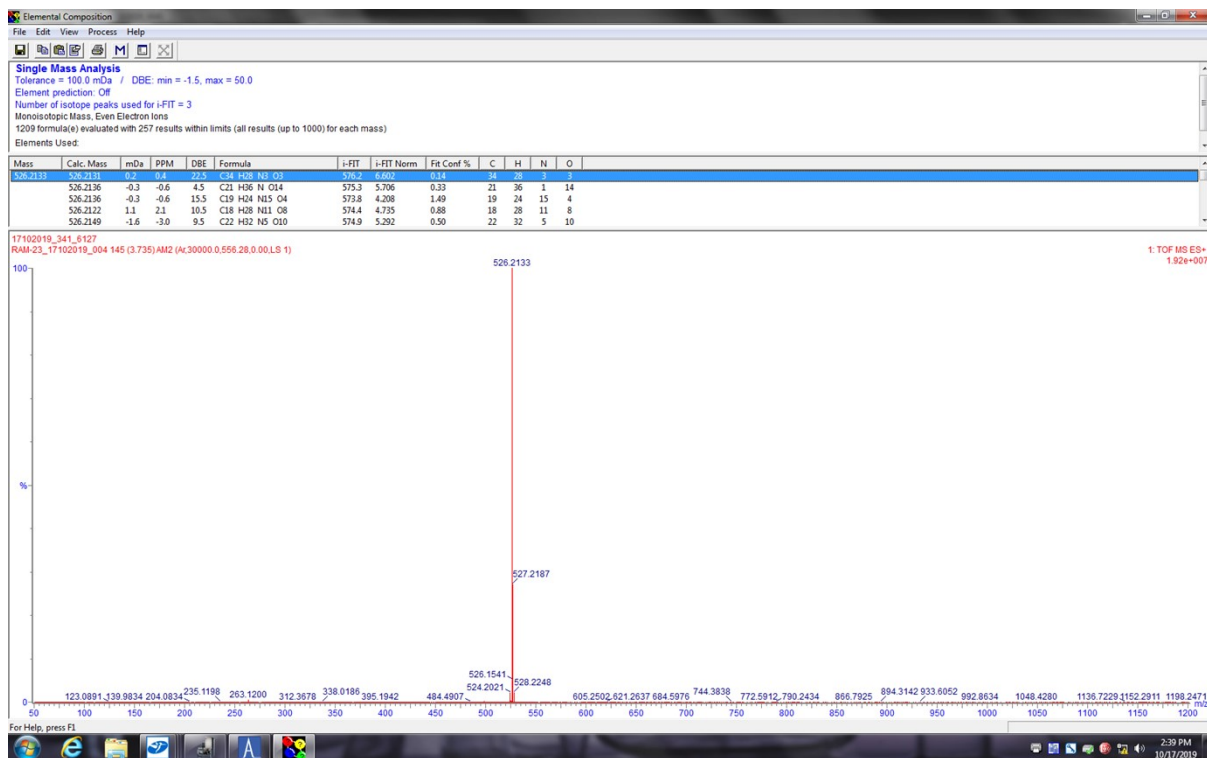 Elemental Composition
File Edit View Process Help
Single Mass Analysis
Tolerance = 100.0 mDa / DBE: min = -1.5, max = 50.0
Element prediction: Off
Number of isotope peaks used for i-FIT = 3
Monoisotopic Mass, Even Electron Ions
1209 formula(e) evaluated with 257 results within limits (all results (up to 1000) for each mass)
Elements Used:
Mass Calc. Mass mDa PPM DBE Formula i-FIT i-FIT Norm Fit Conf % C H N O
526.2133 526.2131 0.2 0.4 22.5 C34 H28 N3 O3 576.2 6.602 0.14 34 28 3 3
526.2136 -0.3 -0.6 4.5 C21 H36 N O14 575.3 5.706 0.33 21 36 1 14
526.2136 -0.3 -0.6 15.5 C19 H24 N15 O4 573.8 4.208 1.49 19 24 15 4
526.2122 1.1 2.1 10.5 C18 H28 N11 O8 574.4 4.735 0.88 18 28 11 8
526.2149 -1.6 -3.0 9.5 C22 H32 N5 O10 574.9 5.292 0.50 22 32 5 10
17102019_341_6127
RAM-23_17102019_004 145 (3.735) AM2 (Ar,30000.0,556.28,0.00,LS 1)
1: TOF MS ES+
1.92e+007
100
526.2133
%
527.2187
526.1541
528.2248
524.2021
123.0891 139.9834 204.0834 235.1198 263.1200 312.3678 338.0186 395.1942 484.4907 605.2502 621.2637 684.5976 744.3838 772.5912 790.2434 866.7925 894.3142 933.6052 992.8634 1048.4280 1136.7229 1152.2911 1198.2471
0
50 100 150 200 250 300 350 400 450 500 550 600 650 700 750 800 850 900 950 1000 1050 1100 1150 1200
m/z
For Help, press F1
2:39 PM
10/17/2019